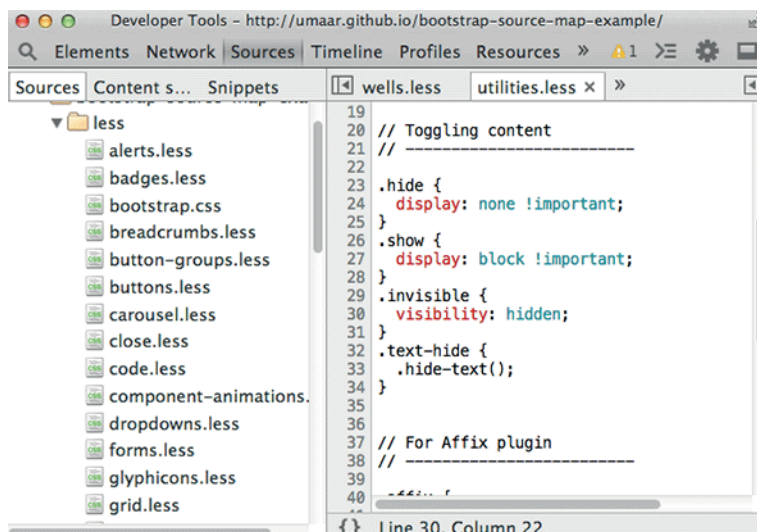 Developer Tools - http://umaar.github.io/bootstrap-source-map-example/
Elements Network Sources Timeline Profiles Resources » 1
Sources Content s... Snippets
wells.less utilities.less × »
less
alerts.less
badges.less
bootstrap.css
breadcrumbs.less
button-groups.less
buttons.less
carousel.less
close.less
code.less
component-animations.
dropdowns.less
forms.less
glyphicons.less
grid.less
19
20 // Toggling content
21 // --------------------------
22
23 .hide {
24   display: none !important;
25 }
26 .show {
27   display: block !important;
28 }
29 .invisible {
30   visibility: hidden;
31 }
32 .text-hide {
33   .hide-text();
34 }
35
36
37 // For Affix plugin
38 // --------------------------
39
40
{} Line 30, Column 22